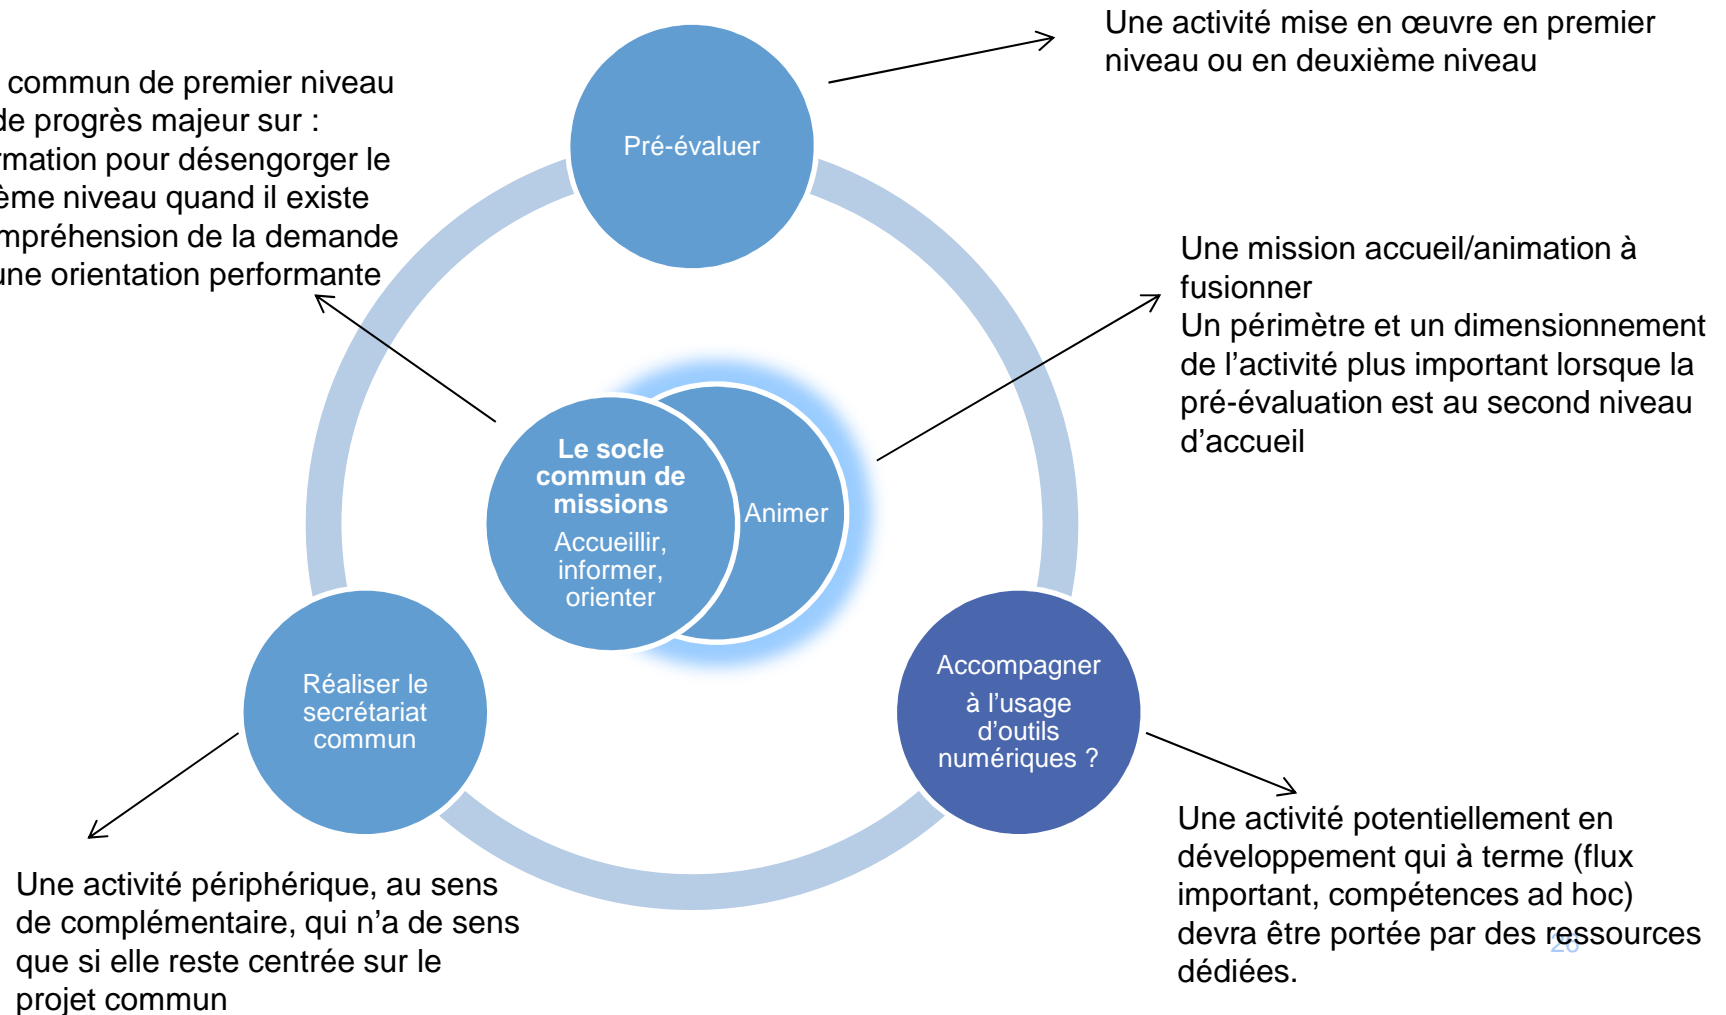 Une activité mise en œuvre en premier
niveau ou en deuxième niveau
commun de premier niveau
de progrès majeur sur :
pour désengorger le
niveau quand il existe
de la demande
une orientation performante
Pré-évaluer
Une mission accueil/animation à
fusionner
Un périmètre et un dimensionnement
de l’activité plus important lorsque la
pré-évaluation est au second niveau
d’accueil
Le socle
commun de
missions
Accueillir,
informer,
orienter
Animer
Réaliser le
secrétariat
commun
Accompagner
à l’usage
d’outils
numériques ?
Une activité périphérique, au sens
de complémentaire, qui n’a de sens
que si elle reste centrée sur le
projet commun
Une activité potentiellement en
développement qui à terme (flux
important, compétences ad hoc)
devra être portée par des ressources
dédiées.